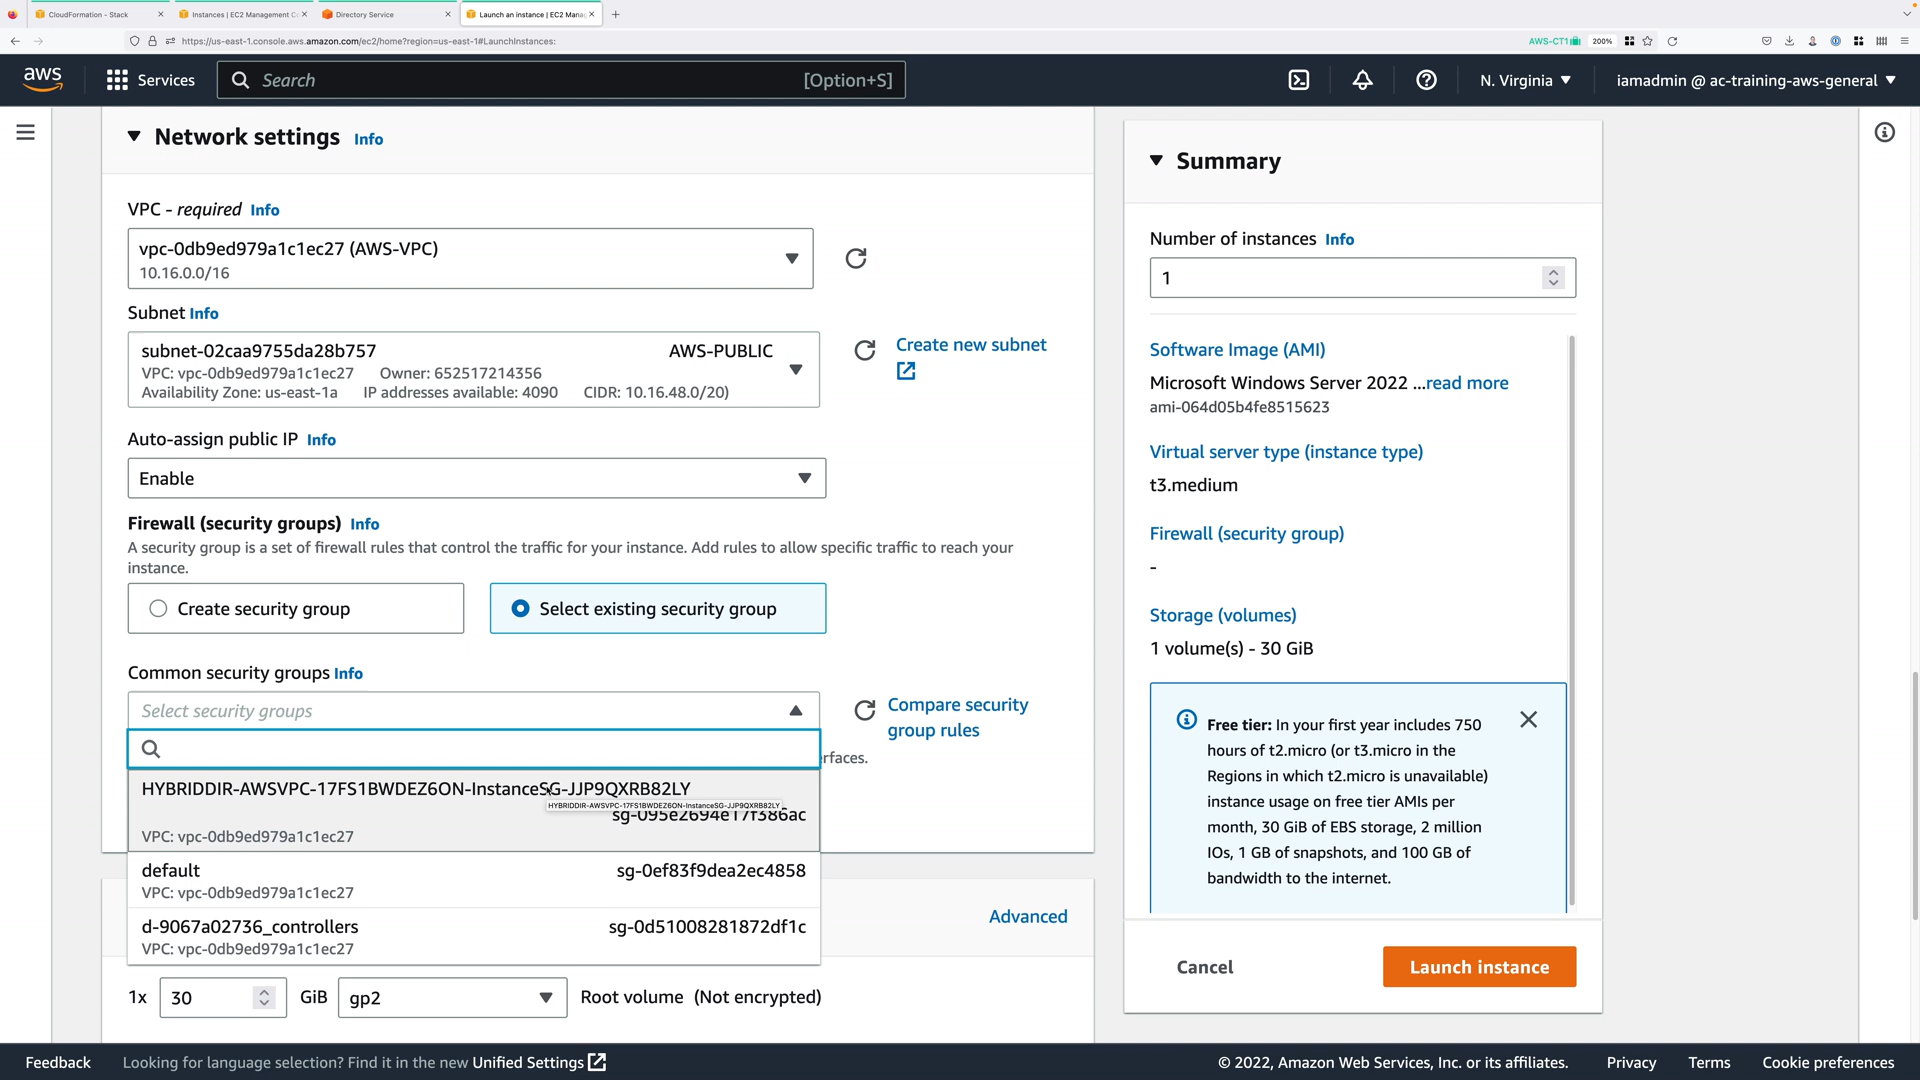 CloudFormation - Stack
Instances | EC2 Management Co
Directory Service
Launch an instance | EC2 Mana
https://us-east-1.console.aws.amazon.com/ec2/home?region=us-east-1#LaunchInstances:
AWS-CT1
200%
aws
Services
Search
[Option+S]
N. Virginia
iamadmin @ ac-training-aws-general
Network settings Info
VPC - required Info
vpc-0db9ed979a1c1ec27 (AWS-VPC)
10.16.0.0/16
Subnet Info
subnet-02caa9755da28b757 AWS-PUBLIC
VPC: vpc-0db9ed979a1c1ec27 Owner: 652517214356
Availability Zone: us-east-1a IP addresses available: 4090 CIDR: 10.16.48.0/20)
Create new subnet
Auto-assign public IP Info
Enable
Firewall (security groups) Info
A security group is a set of firewall rules that control the traffic for your instance. Add rules to allow specific traffic to reach your
instance.
Create security group
Select existing security group
Common security groups Info
Select security groups
Compare security
group rules
rfaces.
HYBRIDDIR-AWSVPC-17FS1BWDEZ6ON-InstanceSG-JJP9QXRB82LY
HYBRIDDIR-AWSVPC-17FS1BWDEZ6ON-InstanceSG-JJP9QXRB82LY
sg-095e2694e17f386ac
VPC: vpc-0db9ed979a1c1ec27
default sg-0ef83f9dea2ec4858
VPC: vpc-0db9ed979a1c1ec27
d-9067a02736_controllers sg-0d51008281872df1c
VPC: vpc-0db9ed979a1c1ec27
Advanced
1x 30 GiB gp2 Root volume (Not encrypted)
Summary
Number of instances Info
1
Software Image (AMI)
Microsoft Windows Server 2022 ...read more
ami-064d05b4fe8515623
Virtual server type (instance type)
t3.medium
Firewall (security group)
-
Storage (volumes)
1 volume(s) - 30 GiB
Free tier: In your first year includes 750
hours of t2.micro (or t3.micro in the
Regions in which t2.micro is unavailable)
instance usage on free tier AMIs per
month, 30 GiB of EBS storage, 2 million
IOs, 1 GB of snapshots, and 100 GB of
bandwidth to the internet.
Cancel
Launch instance
Feedback
Looking for language selection? Find it in the new Unified Settings
© 2022, Amazon Web Services, Inc. or its affiliates.
Privacy
Terms
Cookie preferences